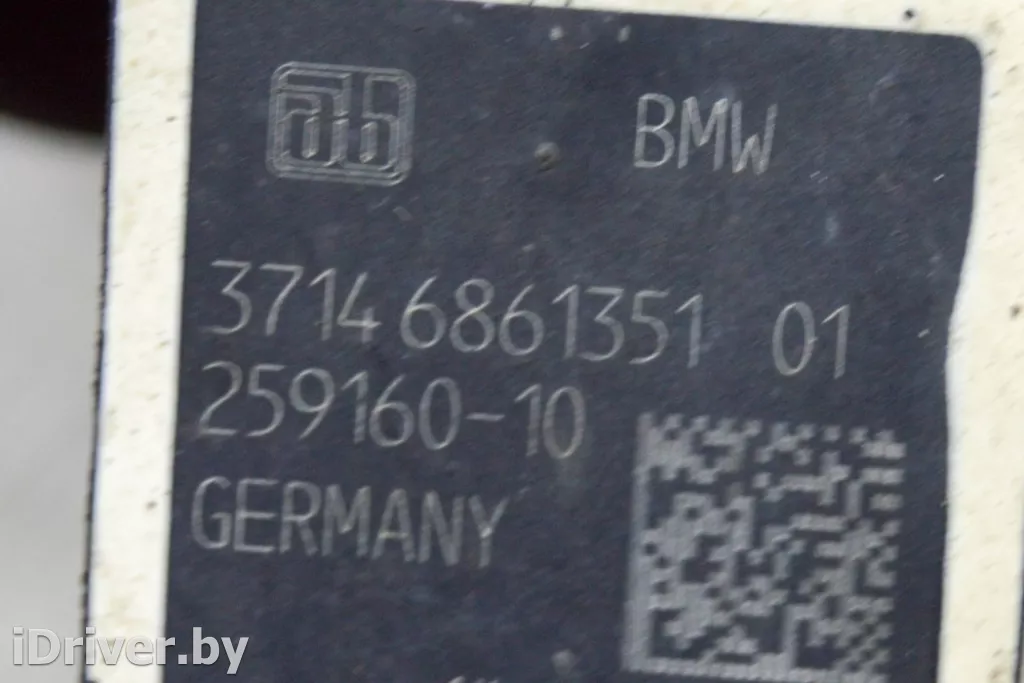 BMW
3714 6861351 01
259160-10
GERMANY
iDriver.by